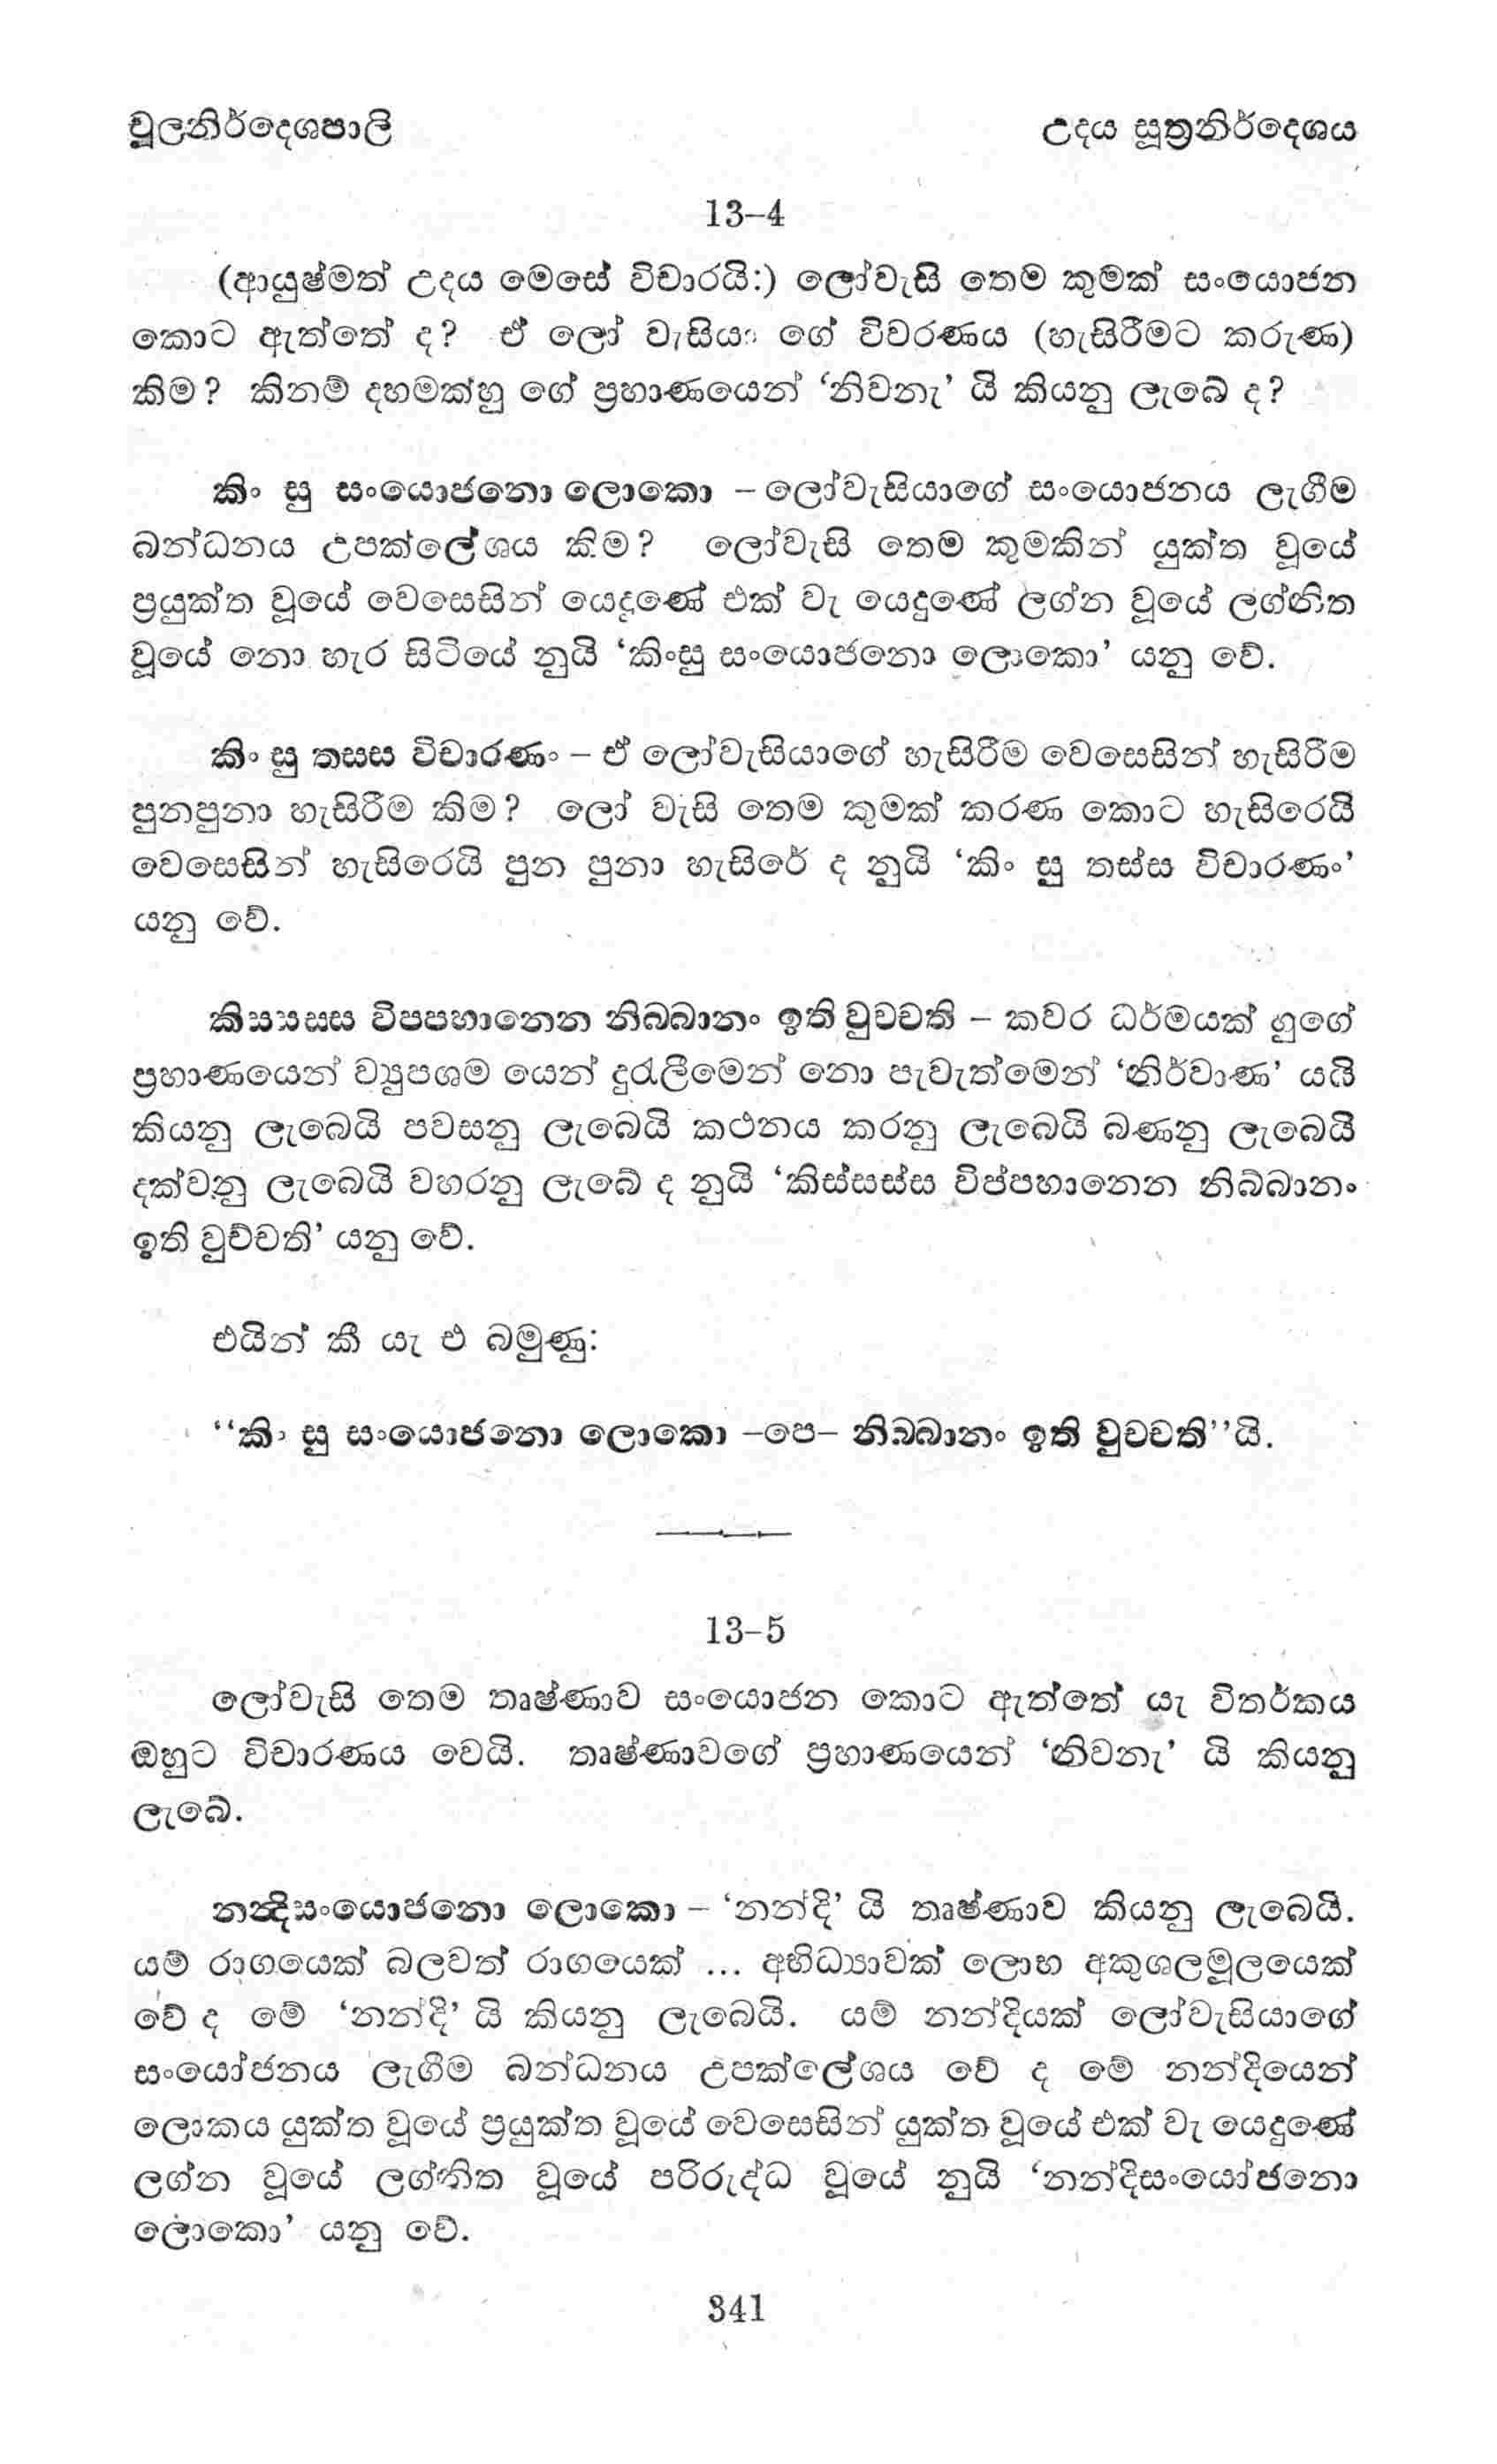 චූලනිර්දෙශපාලි
උදය සූත්‍රනිර්දෙශය
13–4
(ආයුෂ්මත් උදය මෙසේ විචාරයි:) ලෝවැසි තෙම කුමක් සංයොජන
කොට ඇත්තේ ද? ඒ ලෝ වැසියා ගේ විවරණය (හැසිරීමට කරුණ)
කිම? කිනම් දහමක්හු ගේ ප්‍රහාණයෙන් ‘නිවනැ’ යි කියනු ලැබේ ද?
කිං සු සංයොජනො ලොකො – ලෝවැසියාගේ සංයොජනය ලැගීම
බන්ධනය උපක්ලේශය කිම? ලෝවැසි තෙම කුමකින් යුක්ත වූයේ
ප්‍රයුක්ත වූයේ වෙසෙසින් යෙදුණේ එක් වැ යෙදුණේ ලග්න වූයේ ලග්නිත
වූයේ නො හැර සිටියේ නුයි ‘කිංසු සංයොජනො ලොකො’ යනු වේ.
කිං සු තසස විචාරණං – ඒ ලෝවැසියාගේ හැසිරීම වෙසෙසින් හැසිරීම
පුනපුනා හැසිරීම කිම? ලෝ වැසි තෙම කුමක් කරණ කොට හැසිරෙයි
වෙසෙසින් හැසිරෙයි පුන පුනා හැසිරේ ද නුයි ‘කිං සු තස්ස විචාරණං’
යනු වේ.
කිසසසස විපපහානෙන නිබබානං ඉති වුචචති – කවර ධර්මයක් හුගේ
ප්‍රහාණයෙන් ව්‍යුපශම යෙන් දුරැලීමෙන් නො පැවැත්මෙන් ‘නිර්වාණ’ යයි
කියනු ලැබෙයි පවසනු ලැබෙයි කථනය කරනු ලැබෙයි බණනු ලැබෙයි
දක්වනු ලැබෙයි වහරනු ලැබේ ද නුයි ‘කිස්සස්ස විප්පහානෙන නිබ්බානං
ඉති වුච්චති’ යනු වේ.
එයින් කී යැ එ බමුණු:
‘‘කිං සු සංයොජනො ලොකො –පෙ– නිබබානං ඉති වුචචති’’යි.
13–5
ලෝවැසි තෙම තෘෂ්ණාව සංයොජන කොට ඇත්තේ යැ විතර්කය
ඔහුට විචාරණය වෙයි. තෘෂ්ණාවගේ ප්‍රහාණයෙන් ‘නිවනැ’ යි කියනු
ලැබේ.
නන්‍දිසංයොජනො ලොකො – ‘නන්දි’ යි තෘෂ්ණාව කියනු ලැබෙයි.
යම් රාගයෙක් බලවත් රාගයෙක් ... අභිධ්‍යාවක් ලොභ අකුශලමූලයෙක්
වේ ද මේ ‘නන්දි’ යි කියනු ලැබෙයි. යම් නන්දියක් ලෝවැසියාගේ
සංයෝජනය ලැගීම බන්ධනය උපක්ලේශය වේ ද මේ නන්දියෙන්
ලොකය යුක්ත වූයේ ප්‍රයුක්ත වූයේ වෙසෙසින් යුක්ත වූයේ එක් වැ යෙදුණේ
ලග්න වූයේ ලග්නිත වූයේ පරිරුද්ධ වූයේ නුයි ‘නන්දිසංයෝජනො
ලොකො’ යනු වේ.
341